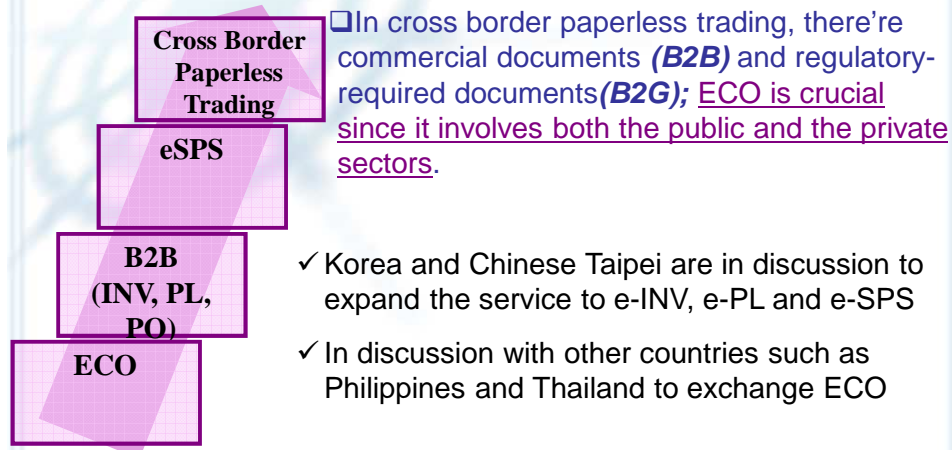 Cross Border
Paperless
Trading
eSPS
B2B
(INV, PL,
PO)
ECO
❑In cross border paperless trading, there're
commercial documents (B2B) and regulatory-
required documents(B2G); ECO is crucial
since it involves both the public and the private
sectors.
✓ Korea and Chinese Taipei are in discussion to
expand the service to e-INV, e-PL and e-SPS
✓ In discussion with other countries such as
Philippines and Thailand to exchange ECO